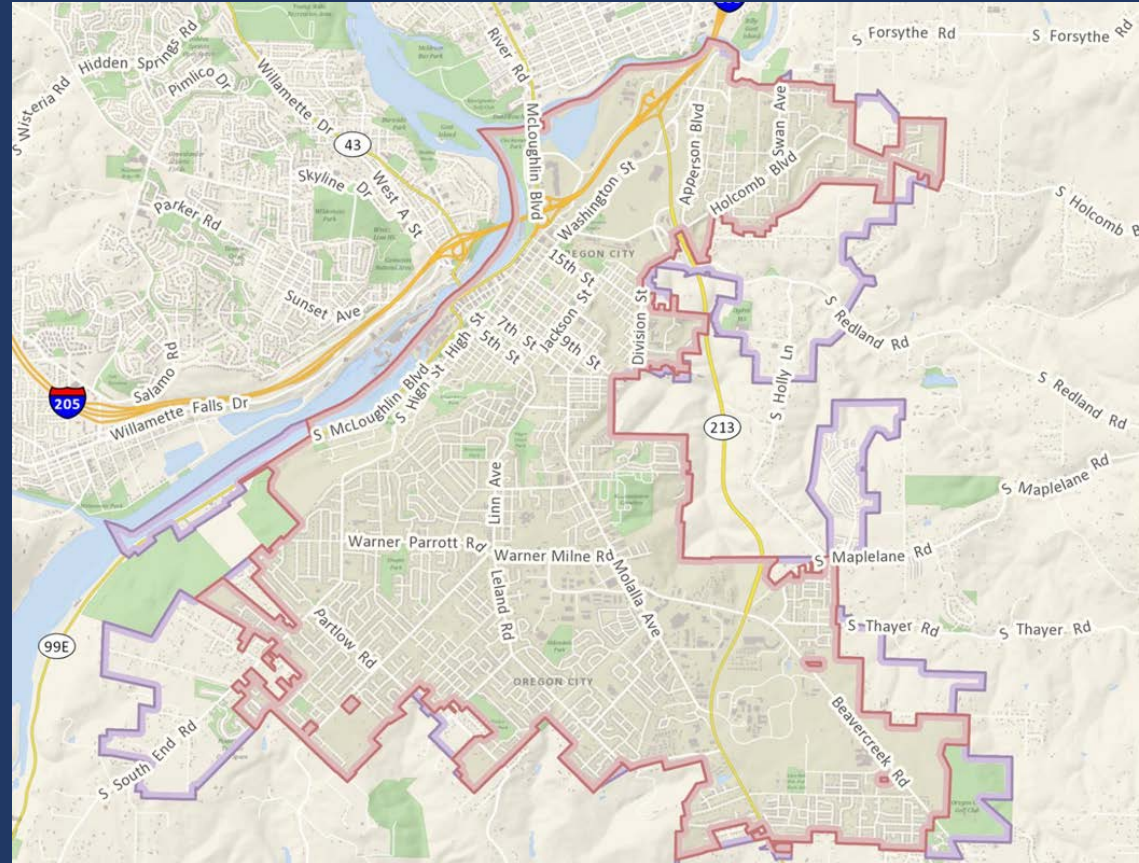 S Forsythe Rd
S Forsythe Rd
Hidden Springs Rd
Pimlico Dr
S Wisteria Rd
Willamette Dr
River Rd
McLoughlin Blvd
43
Skyline Dr
West A St
Parker Rd
Sunset Ave
Salamo Rd
205
Willamette Falls Dr
Apperson Blvd
Swan Ave
Holcomb Blvd
S Holcomb B
Washington St
OREGON CITY
15th St
Jackson St
9th St
7th St
5th St
High St
S High St
Division St
S McLoughlin Blvd
S Redland Rd
S Redland Rd
S Holly Ln
213
S Maplelane Rd
S Maplelane Rd
Linn Ave
Warner Parrott Rd
Warner Milne Rd
Molalla Ave
Leland Rd
Partlow Rd
S Thayer Rd
S Thayer Rd
99E
OREGON CITY
Beavercreek Rd
S South End Rd